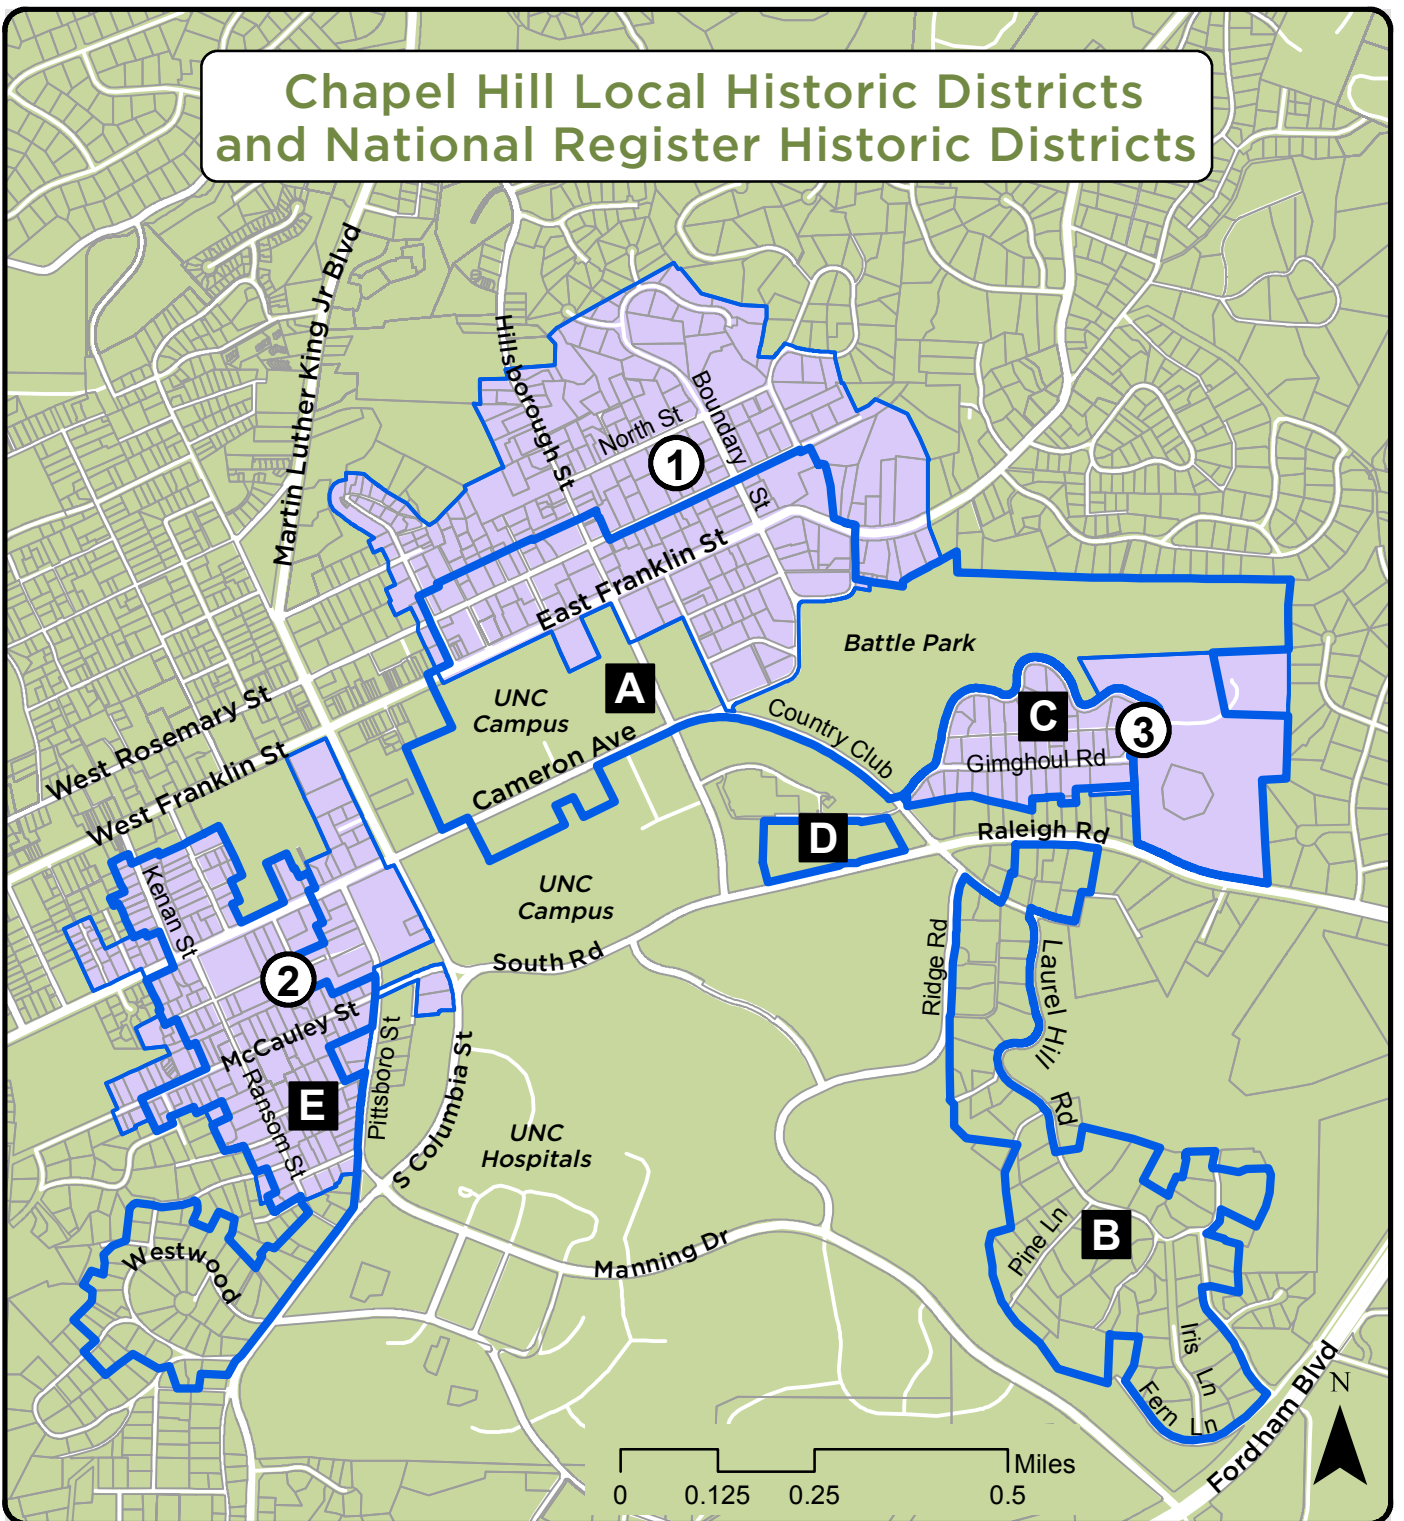 Chapel Hill Local Historic Districts
and National Register Historic Districts
Martin Luther King Jr Blvd
Hillsborough St
Boundary
St
North St
1
East Franklin St
Battle Park
A
UNC
Campus
Cameron Ave
Country Club
C
3
Gimghoul Rd
West Rosemary St
West Franklin St
D
Raleigh Rd
Kenan St
UNC
Campus
South Rd
Ridge Rd
Laurel Hill
Rd
2
McCauley St
Pittsboro St
Ransom St
E
S Columbia St
UNC
Hospitals
Manning Dr
Westwood
Pine Ln
B
Iris
Ln
Fern
Ln
Fordham Blvd
N
Miles
0
0.125
0.25
0.5